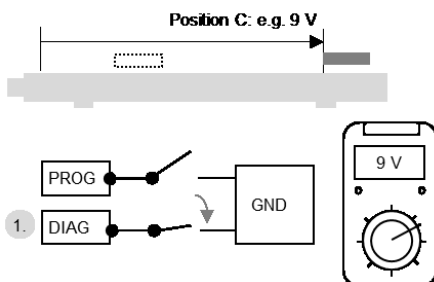 Position C: e.g. 9 V
PROG
GND
9 V
1.
DIAG